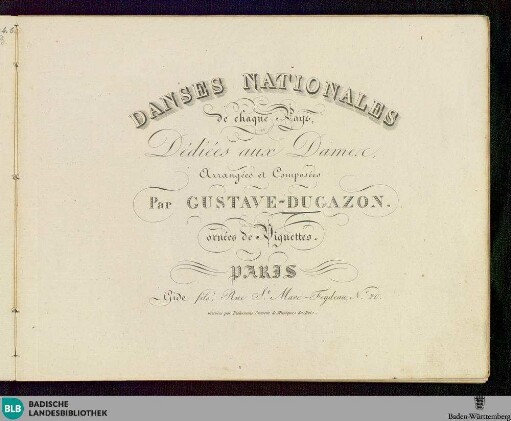 DANSES NATIONALES
de chaque Pays,
Dédiées aux Dames,
Arrangées et Composées
Par GUSTAVE-DUGAZON.
ornées de Vignettes.
PARIS
Gide fils, Rue St. Marc-Feydeau, N.º 20.
BLB BADISCHE
LANDESBIBLIOTHEK
Baden-Württemberg